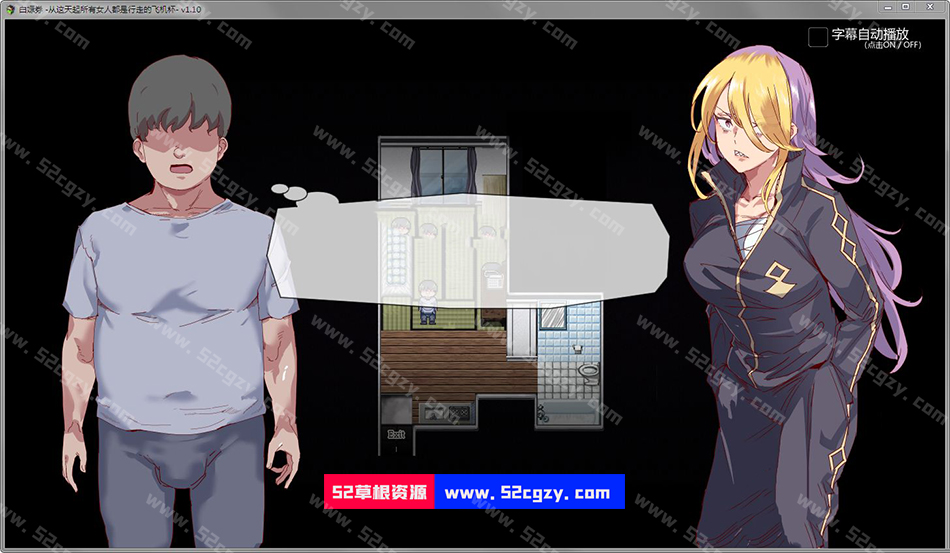 白濁妙 -从这天起所有女人都是行走的飞机杯- v1.10
字幕自动播放
(点击ON / OFF)
Exit
52草根资源 www.52cgzy.com